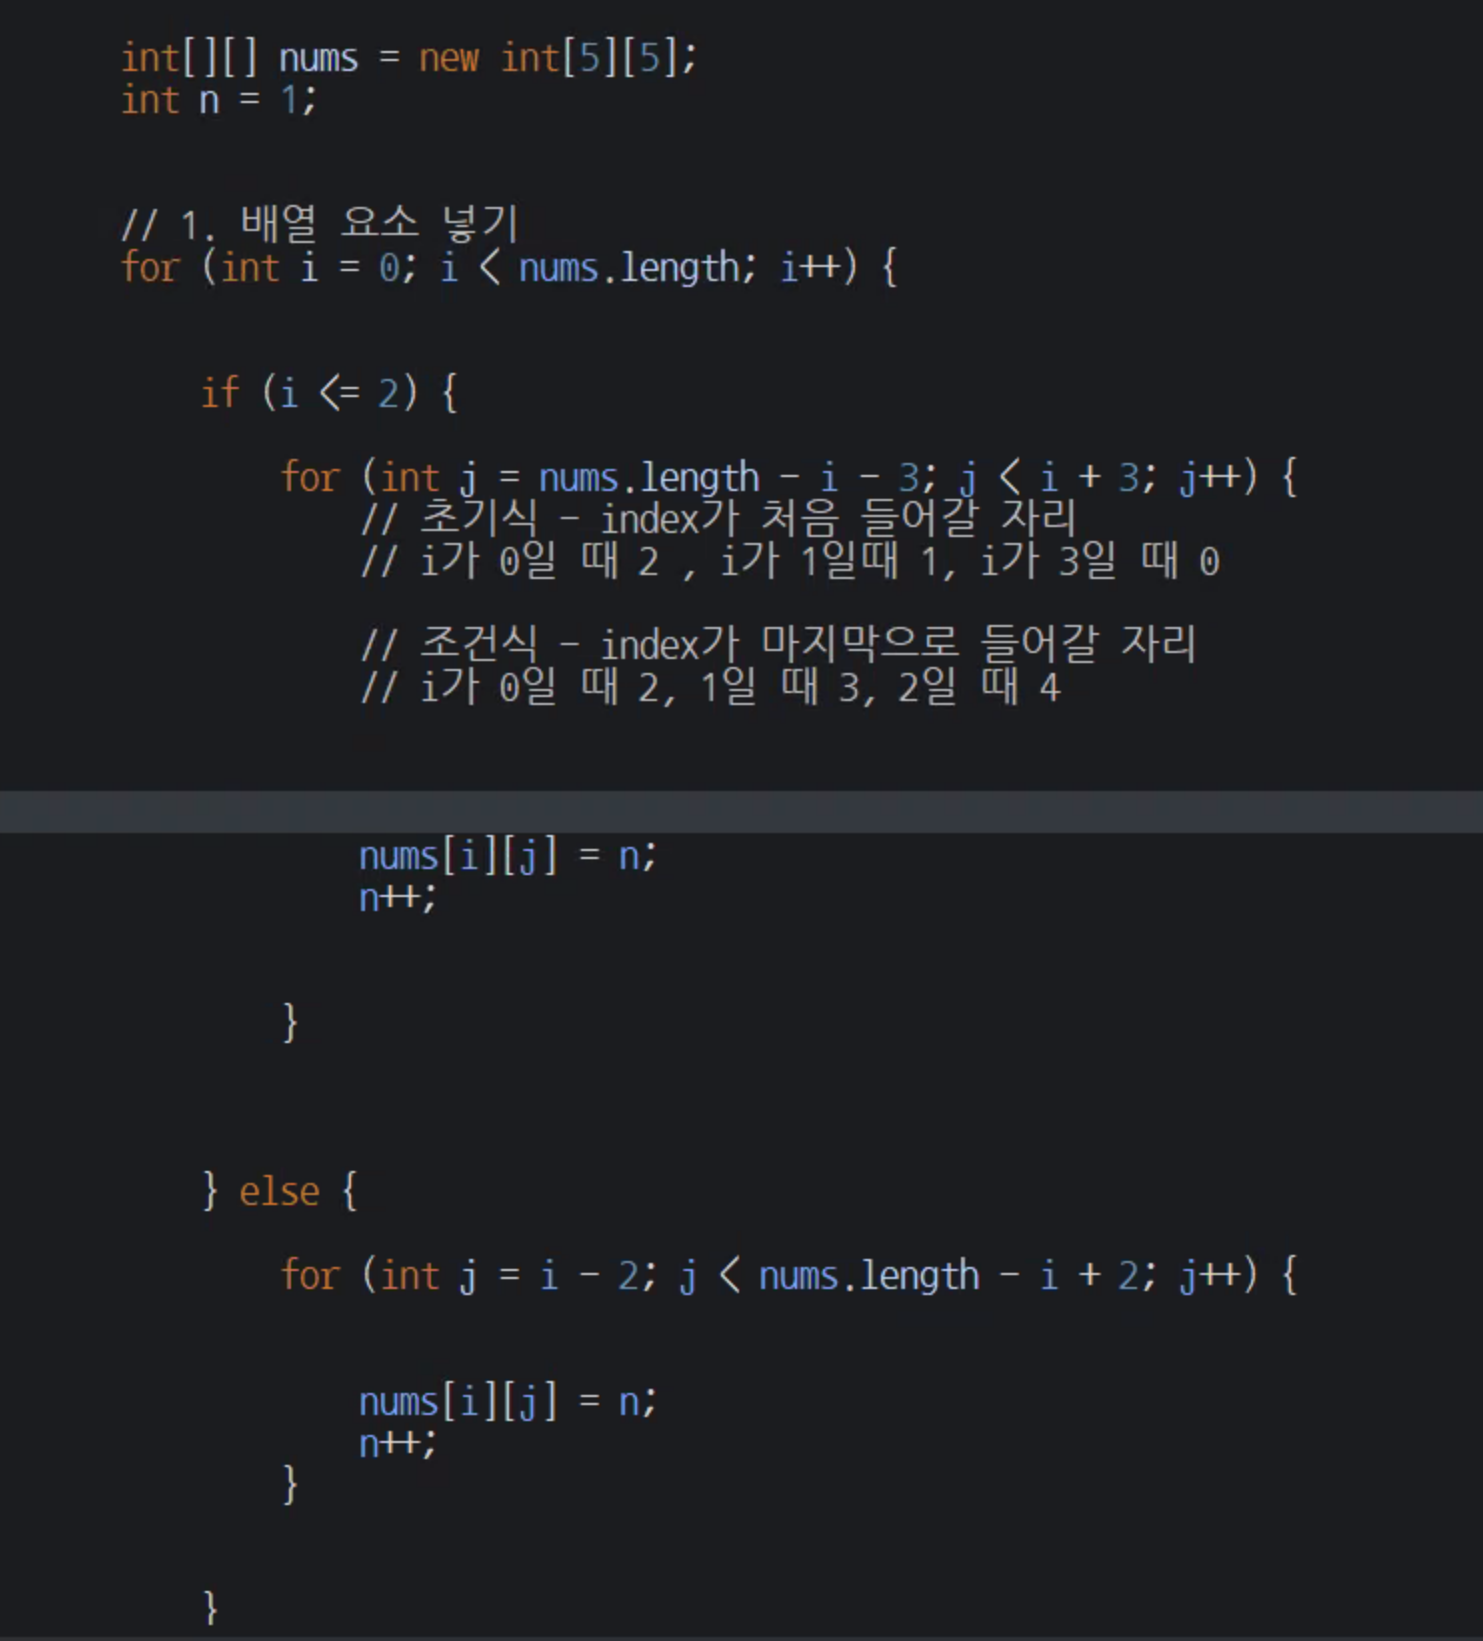 int[][] nums = new int[5][5];
int n = 1;
// 1. 배열 요소 넣기
for (int i = 0; i < nums.length; i++) {
if (i <= 2) {
for (int j = nums.length - i - 3; j < i + 3; j++) {
// 초기식 - index가 처음 들어갈 자리
// i가 0일 때 2 , i가 1일때 1, i가 3일 때 0
// 조건식 - index가 마지막으로 들어갈 자리
// i가 0일 때 2, 1일 때 3, 2일 때 4
nums[i][j] = n;
n++;
}
} else {
for (int j = i - 2; j < nums.length - i + 2; j++) {
nums[i][j] = n;
n++;
}
}